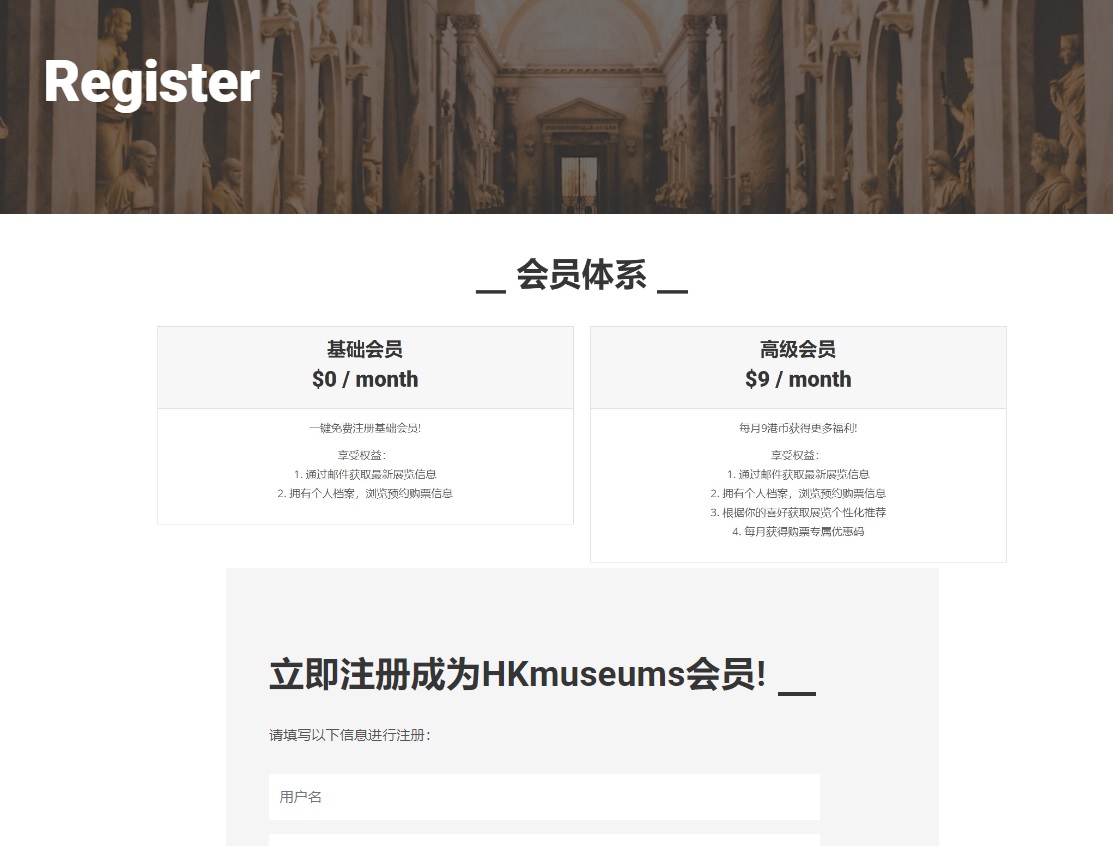 Register
__ 会员体系 __
基础会员
$0 / month
一键免费注册基础会员!
享受权益：
1. 通过邮件获取最新展览信息
2. 拥有个人档案，浏览预约购票信息
高级会员
$9 / month
每月9港币获得更多福利!
享受权益：
1. 通过邮件获取最新展览信息
2. 拥有个人档案，浏览预约购票信息
3. 根据你的喜好获取展览个性化推荐
4. 每月获得购票专属优惠码
立即注册成为HKmuseums会员! __
请填写以下信息进行注册：
用户名